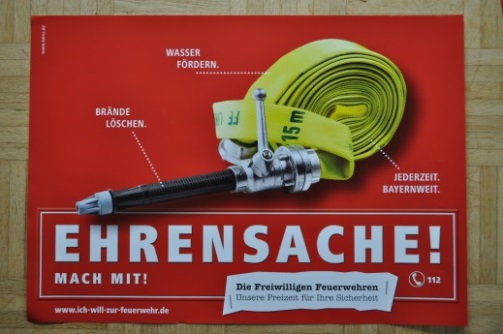 WASSER
FÖRDERN.
BRÄNDE
LÖSCHEN.
FF
15 m
JEDERZEIT.
BAYERNWEIT.
EHRENSACHE!
MACH MIT!
112
Die Freiwilligen Feuerwehren
Unsere Freizeit für Ihre Sicherheit
www.ich-will-zur-feuerwehr.de